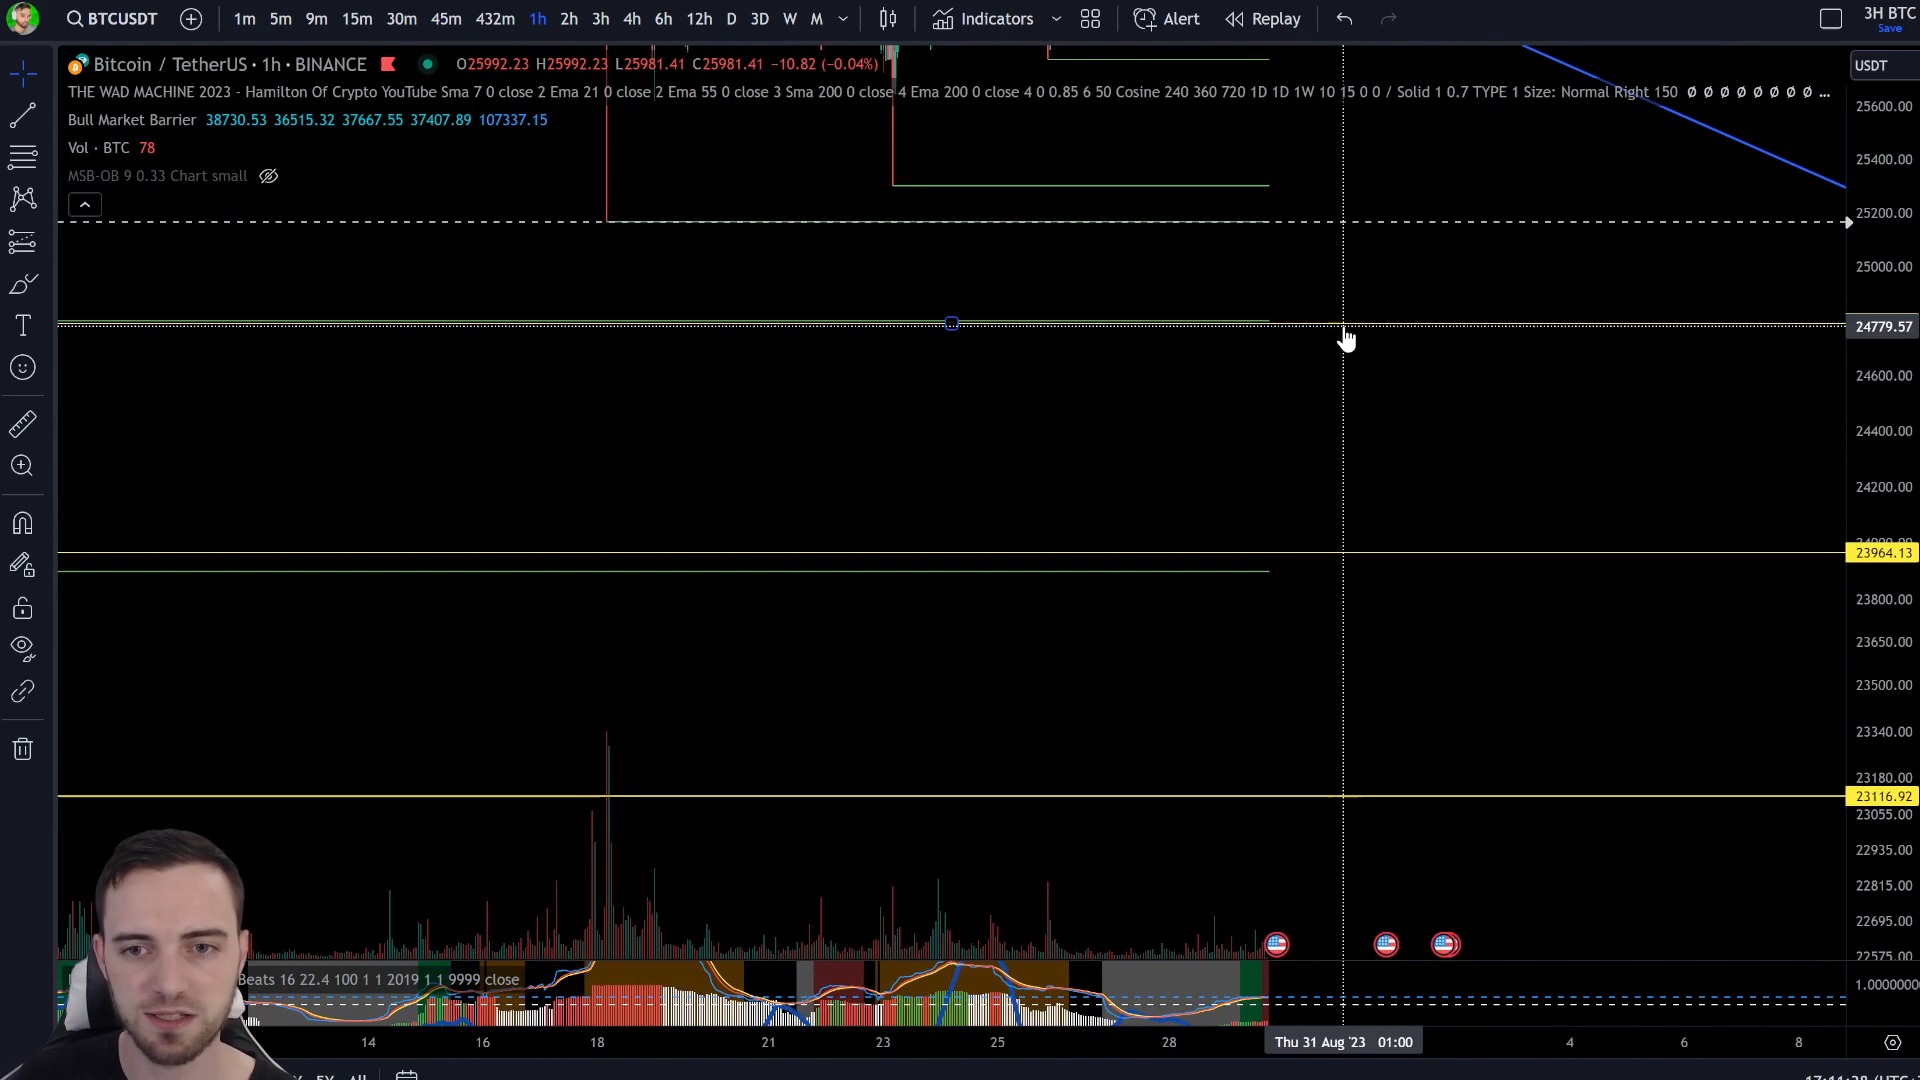 BTCUSDT 1m 5m 9m 15m 30m 45m 432m 1h 2h 3h 4h 6h 12h D 3D W M Indicators Alert Replay 3H BTC
Save
Bitcoin / TetherUS · 1h · BINANCE O25992.23 H25992.23 L25981.41 C25981.41 −10.82 (−0.04%) USDT
THE WAD MACHINE 2023 - Hamilton Of Crypto YouTube Sma 7 0 close 2 Ema 21 0 close 2 Ema 55 0 close 3 Sma 200 0 close 4 Ema 200 0 close 4 0 0.85 6 50 Cosine 240 360 720 1D 1D 1W 10 15 0 0 / Solid 1 0.7 TYPE 1 Size: Normal Right 150 Ø Ø Ø Ø Ø Ø Ø Ø ...
25600.00
Bull Market Barrier 38730.53 36515.32 37667.55 37407.89 107337.15
Vol · BTC 78
25400.00
MSB-OB 9 0.33 Chart small
25200.00
25000.00
24779.57
24600.00
24400.00
24200.00
23964.13
23800.00
23650.00
23500.00
23340.00
23180.00
23116.92
23055.00
22935.00
22815.00
22695.00
22575.00
Beats 16 22.4 100 1 1 2019 1 1 9999 close
1.0000000
14 16 18 21 23 25 28 Thu 31 Aug '23 01:00 4 6 8